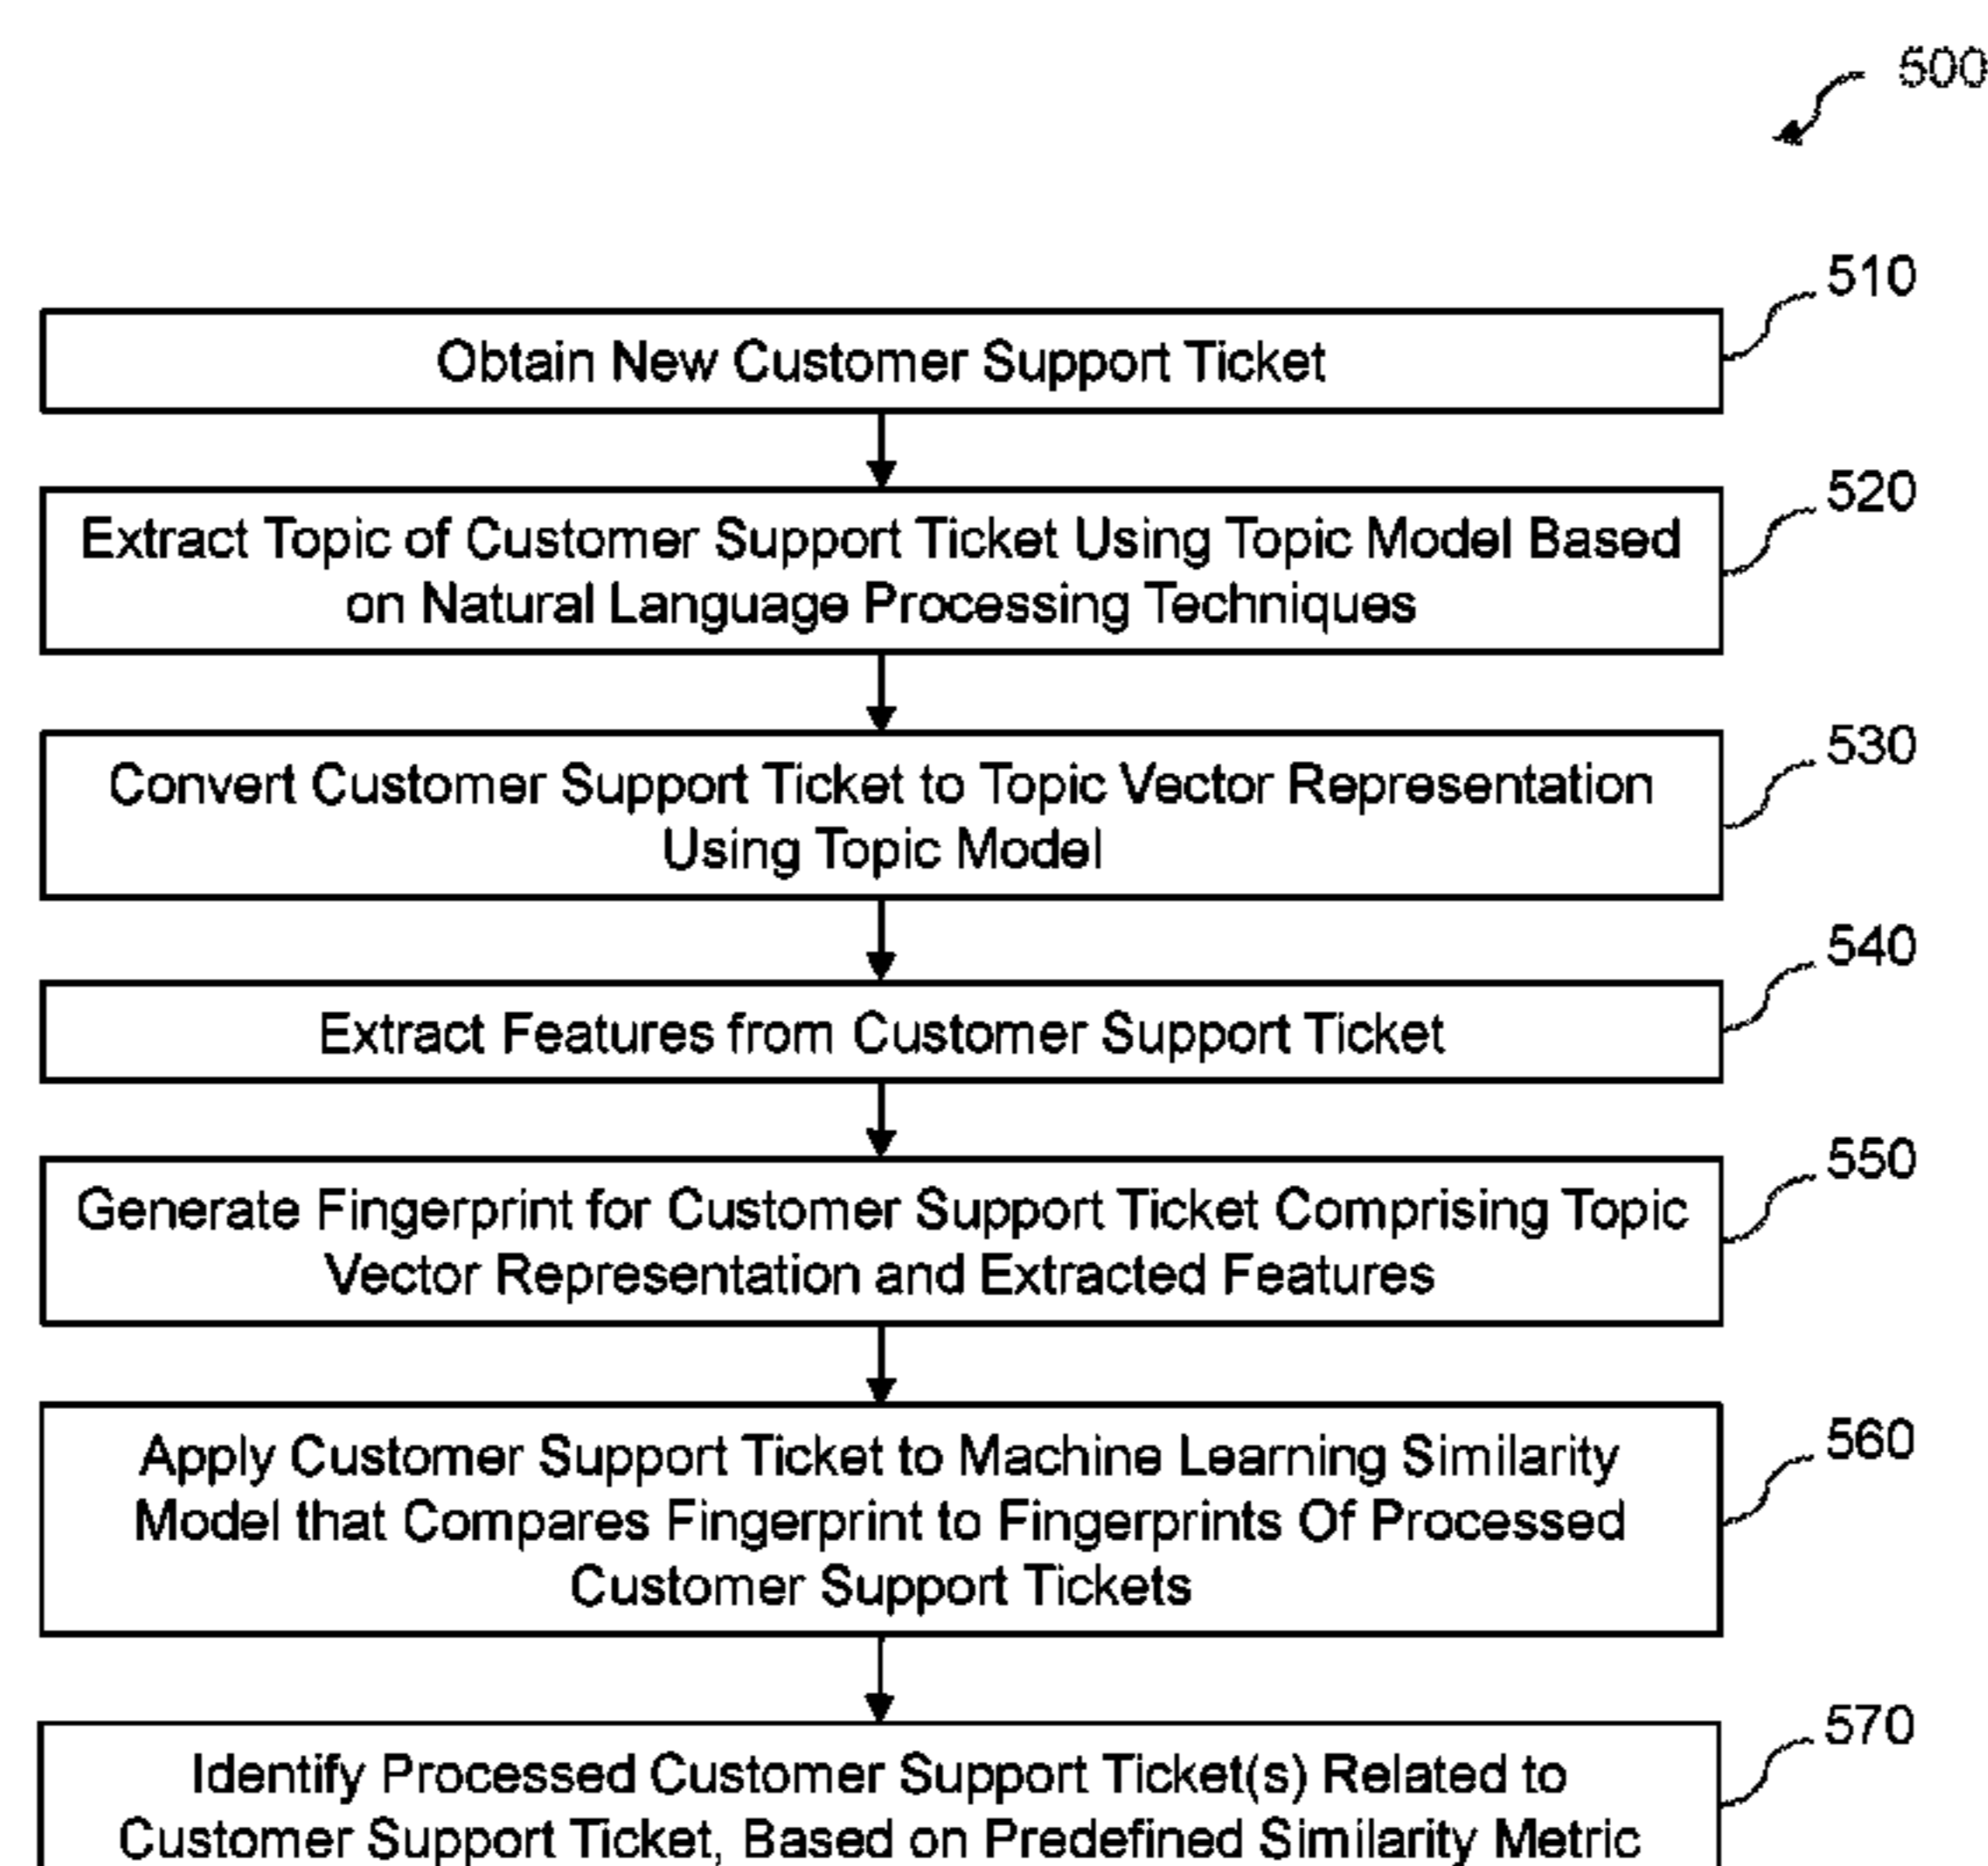 500
510
Obtain New Customer Support Ticket
520
Extract Topic of Customer Support Ticket Using Topic Model Based
on Natural Language Processing Techniques
530
Convert Customer Support Ticket to Topic Vector Representation
Using Topic Model
540
Extract Features from Customer Support Ticket
550
Generate Fingerprint for Customer Support Ticket Comprising Topic
Vector Representation and Extracted Features
560
Apply Customer Support Ticket to Machine Learning Similarity
Model that Compares Fingerprint to Fingerprints Of Processed
Customer Support Tickets
570
Identify Processed Customer Support Ticket(s) Related to
Customer Support Ticket, Based on Predefined Similarity Metric